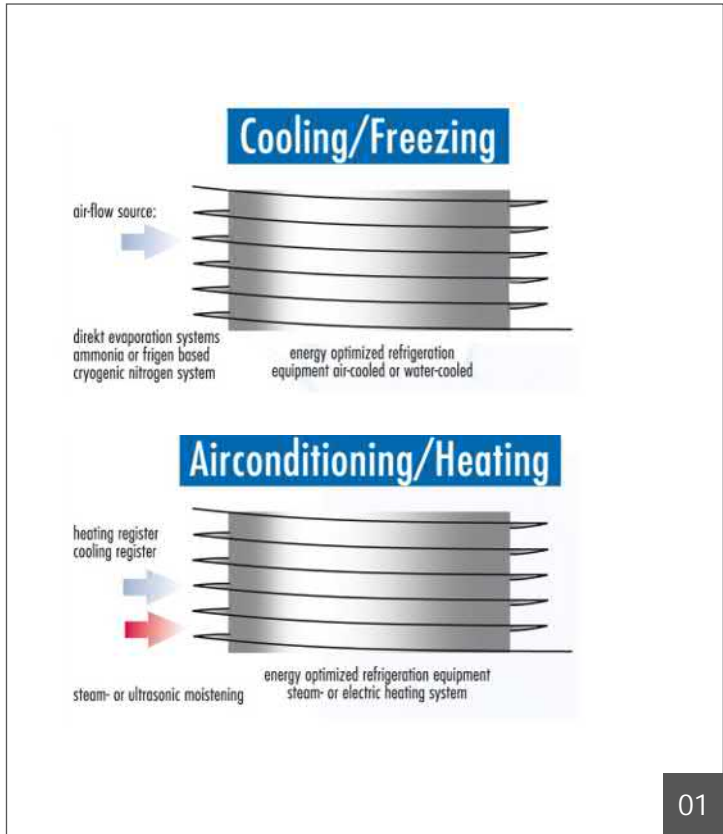 Cooling/Freezing
air-flow source:
direkt evaporation systems
ammonia or frigen based
cryogenic nitrogen system
energy optimized refrigeration
equipment air-cooled or water-cooled
Airconditioning/Heating
heating register
cooling register
steam- or ultrasonic moistening
energy optimized refrigeration equipment
steam- or electric heating system
01